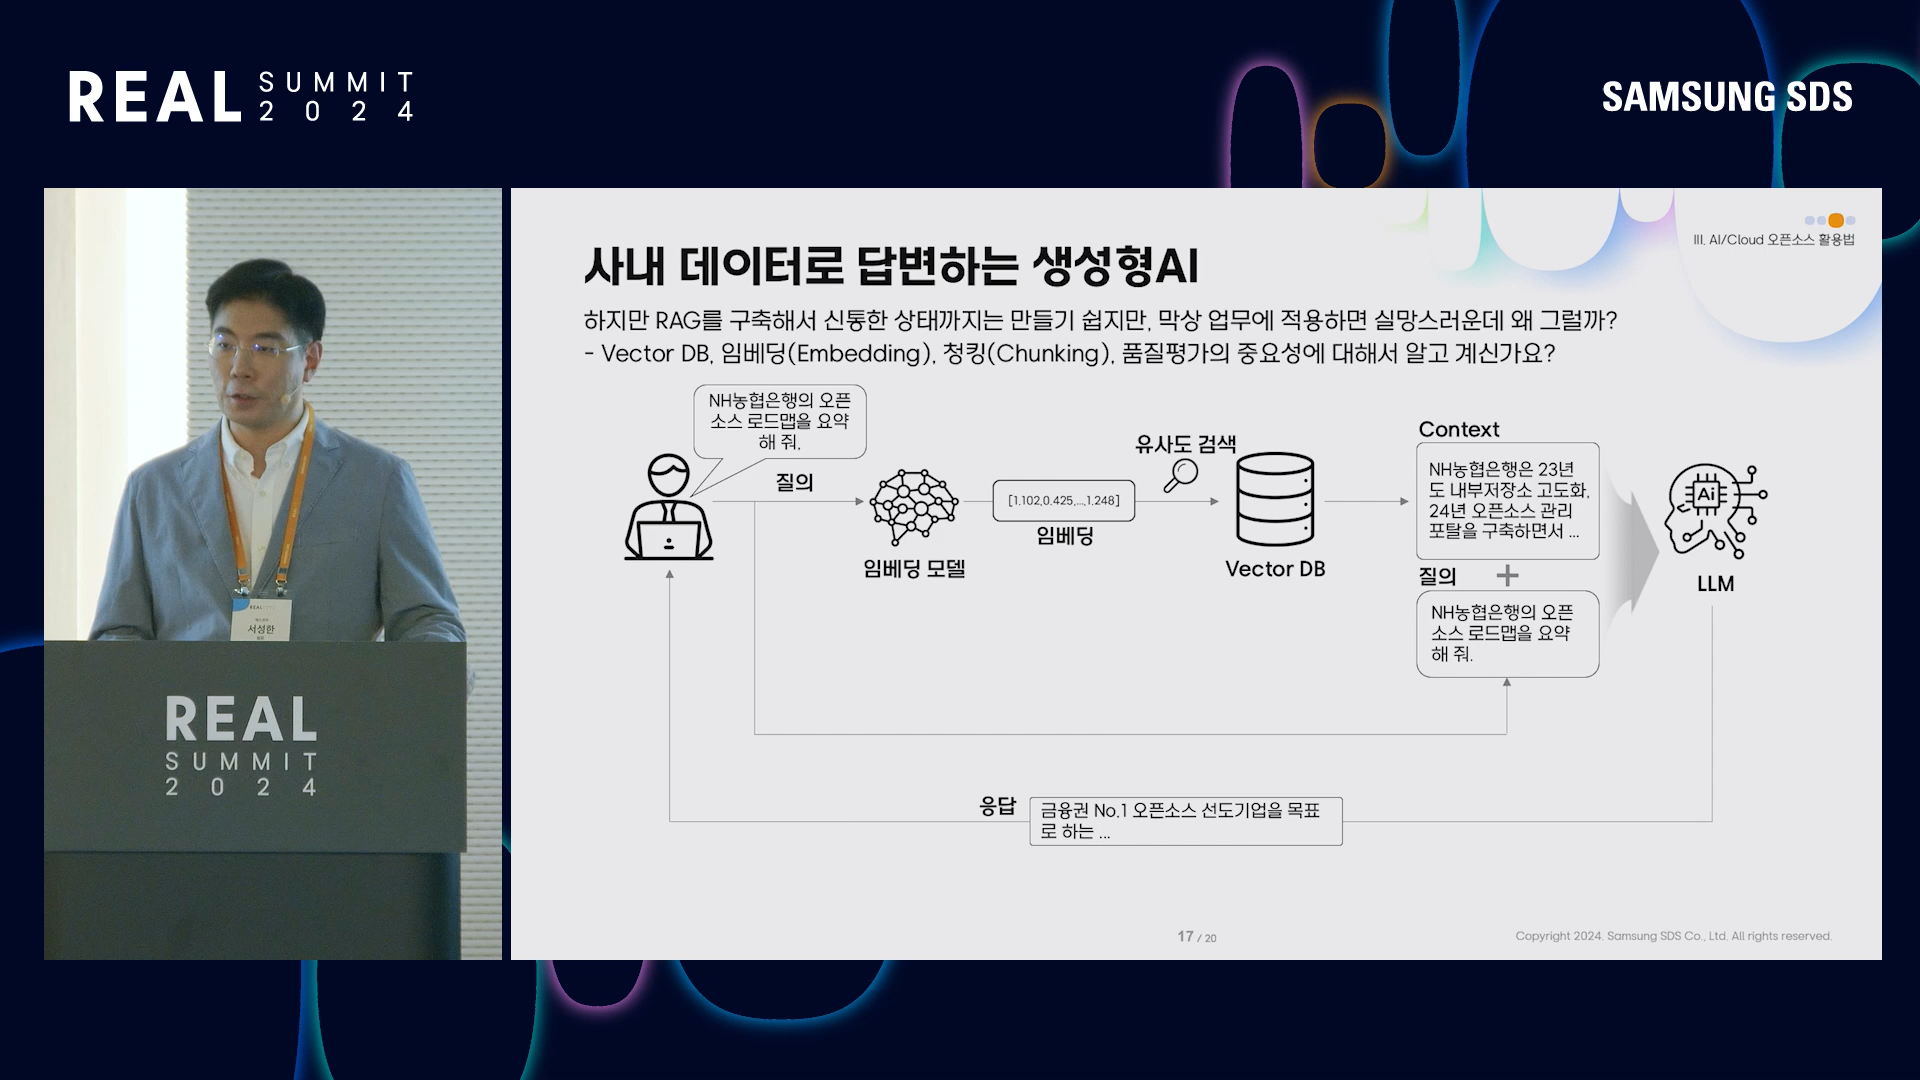 REAL SUMMIT
2024
SAMSUNG SDS
III. AI/Cloud 오픈소스 활용법
사내 데이터로 답변하는 생성형AI
하지만 RAG를 구축해서 신통한 상태까지는 만들기 쉽지만, 막상 업무에 적용하면 실망스러운데 왜 그럴까?
- Vector DB, 임베딩(Embedding), 청킹(Chunking), 품질평가의 중요성에 대해서 알고 계신가요?
NH농협은행의 오픈
소스 로드맵을 요약
해 줘.
질의
임베딩 모델
[1.102,0.425,...,1.248]
임베딩
유사도 검색
Vector DB
Context
NH농협은행은 23년
도 내부저장소 고도화,
24년 오픈소스 관리
포탈을 구축하면서 ...
질의
NH농협은행의 오픈
소스 로드맵을 요약
해 줘.
Ai
LLM
응답
금융권 No.1 오픈소스 선도기업을 목표
로 하는 ...
17 / 20
Copyright 2024. Samsung SDS Co., Ltd. All rights reserved.
REAL
서성한
REAL
SUMMIT
2024